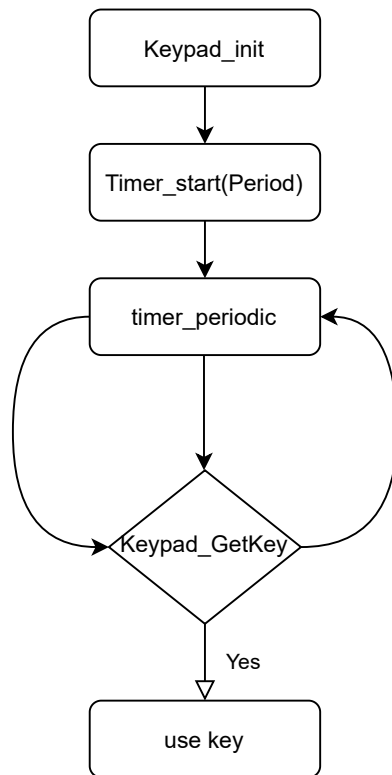 Keypad_init
Timer_start(Period)
timer_periodic
Keypad_GetKey
Yes
use key